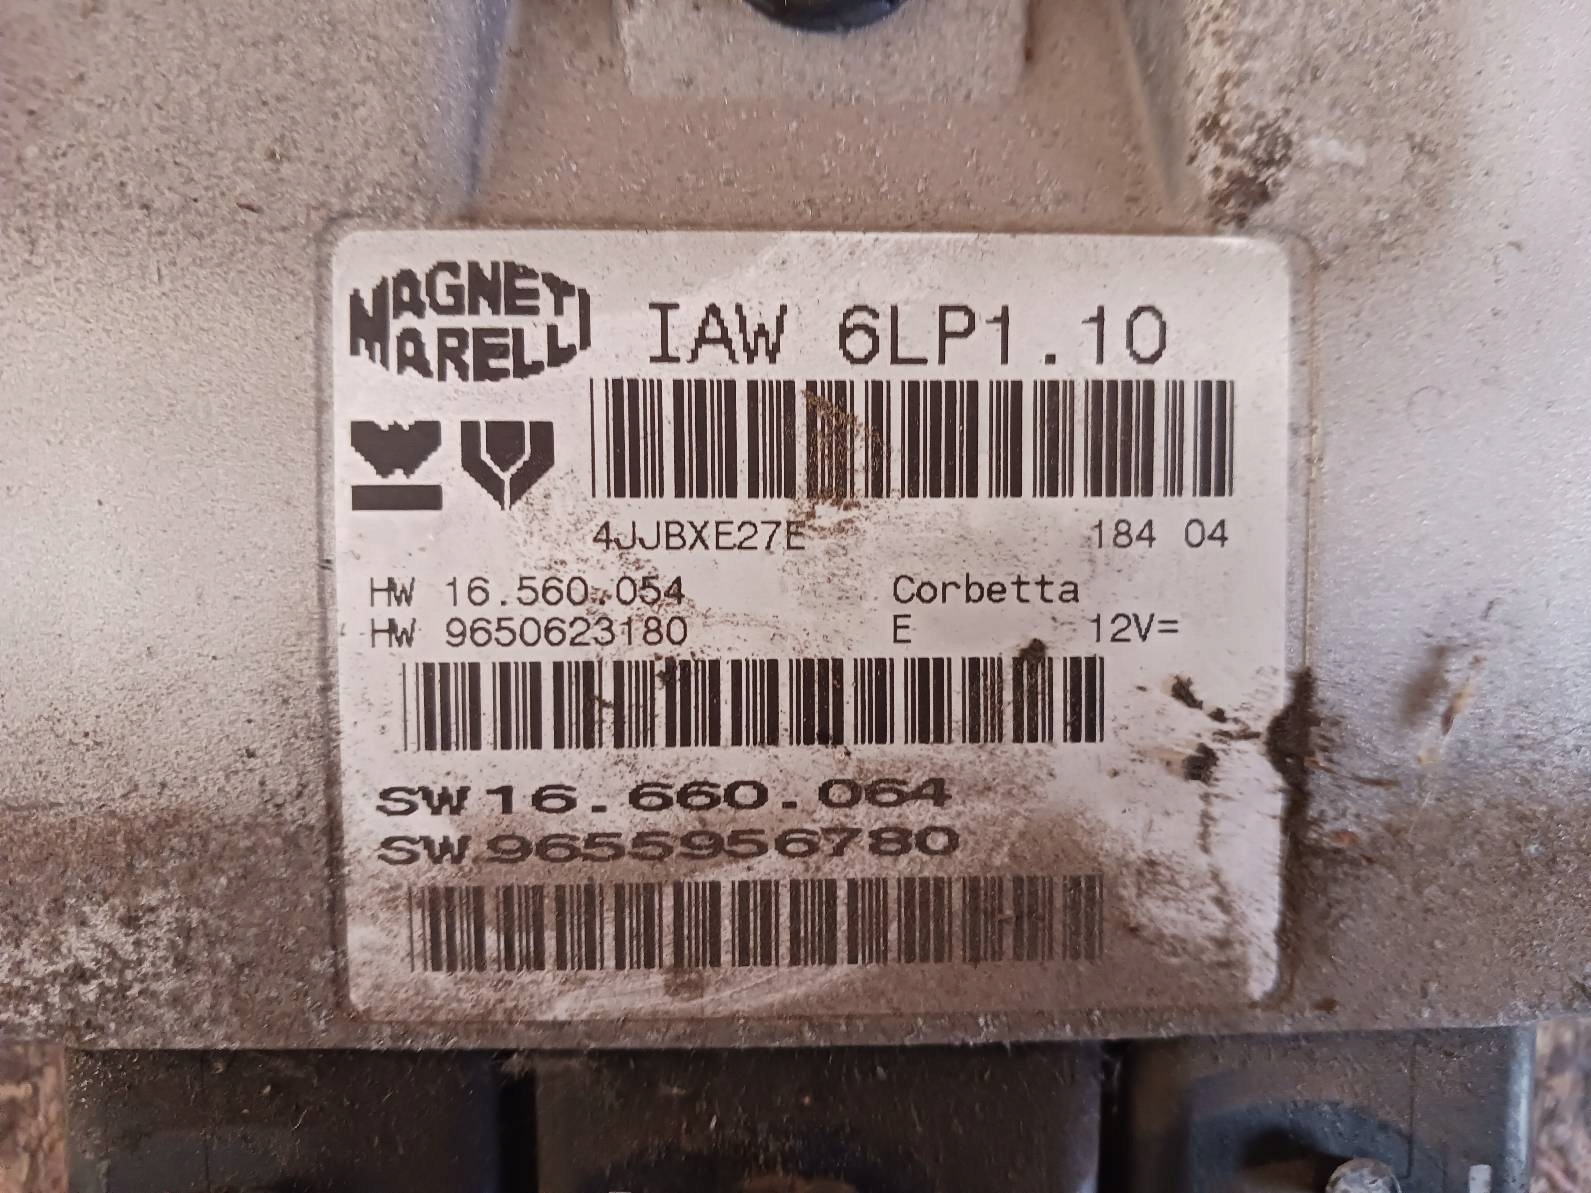 MAGNETI
MARELLI
IAW 6LP1.10
4JJBXE27E 184 04
HW 16.560.054 Corbetta
HW 9650623180 E 12V=
SW16.660.064
SW9655956780